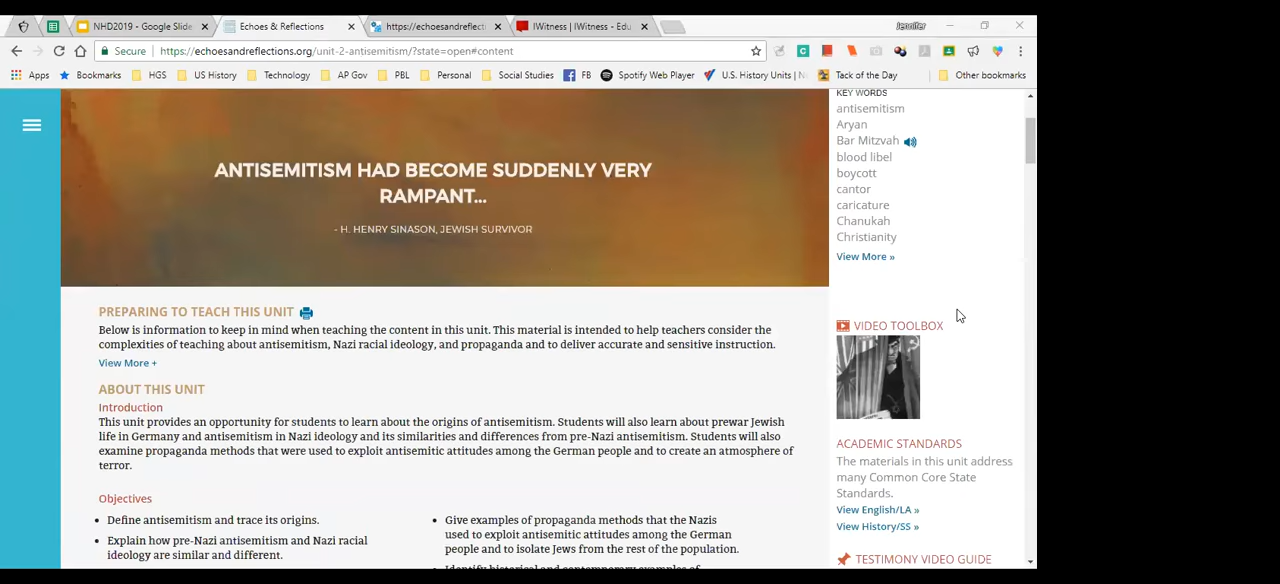 NHD2019 - Google Slide
Echoes & Reflections
https://echoesandreflecti
IWitness | IWitness - Edu
Jennifer
Secure
https://echoesandreflections.org/unit-2-antisemitism/?state=open#content
Apps
Bookmarks
HGS
US History
Technology
AP Gov
PBL
Personal
Social Studies
FB
Spotify Web Player
U.S. History Units | N
Tack of the Day
Other bookmarks
ANTISEMITISM HAD BECOME SUDDENLY VERY
RAMPANT...
- H. HENRY SINASON, JEWISH SURVIVOR
PREPARING TO TEACH THIS UNIT
Below is information to keep in mind when teaching the content in this unit. This material is intended to help teachers consider the
complexities of teaching about antisemitism, Nazi racial ideology, and propaganda and to deliver accurate and sensitive instruction.
View More +
ABOUT THIS UNIT
Introduction
This unit provides an opportunity for students to learn about the origins of antisemitism. Students will also learn about prewar Jewish
life in Germany and antisemitism in Nazi ideology and its similarities and differences from pre-Nazi antisemitism. Students will also
examine propaganda methods that were used to exploit antisemitic attitudes among the German people and to create an atmosphere of
terror.
Objectives
• Define antisemitism and trace its origins.
• Explain how pre-Nazi antisemitism and Nazi racial
ideology are similar and different.
• Give examples of propaganda methods that the Nazis
used to exploit antisemitic attitudes among the German
people and to isolate Jews from the rest of the population.
Identify historical and contemporary examples of
KEY WORDS
antisemitism
Aryan
Bar Mitzvah
blood libel
boycott
cantor
caricature
Chanukah
Christianity
View More »
VIDEO TOOLBOX
ACADEMIC STANDARDS
The materials in this unit address
many Common Core State
Standards.
View English/LA »
View History/SS »
TESTIMONY VIDEO GUIDE